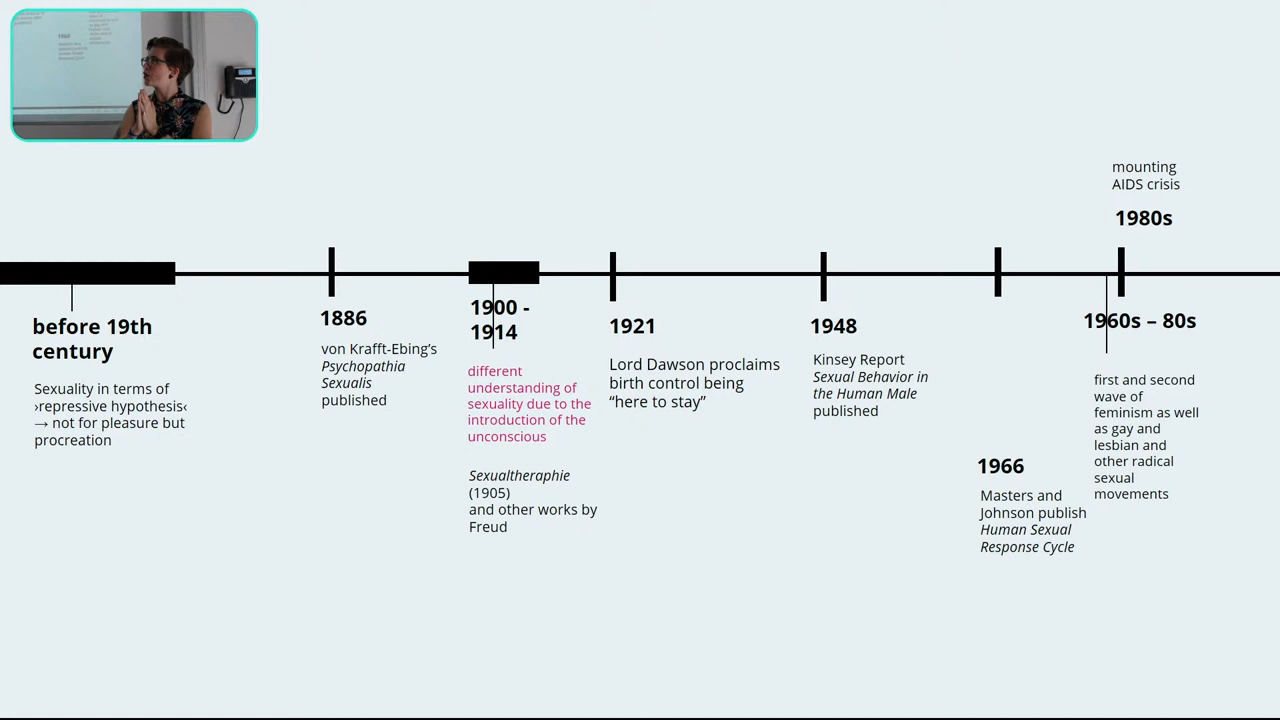 mounting
AIDS crisis
1980s
before 19th
century
Sexuality in terms of
›repressive hypothesis‹
→ not for pleasure but
procreation
1886
von Krafft-Ebing’s
Psychopathia
Sexualis
published
1900 -
1914
different
understanding of
sexuality due to the
introduction of the
unconscious
Sexualtheraphie
(1905)
and other works by
Freud
1921
Lord Dawson proclaims
birth control being
“here to stay”
1948
Kinsey Report
Sexual Behavior in
the Human Male
published
1966
Masters and
Johnson publish
Human Sexual
Response Cycle
1960s – 80s
first and second
wave of
feminism as well
as gay and
lesbian and
other radical
sexual
movements